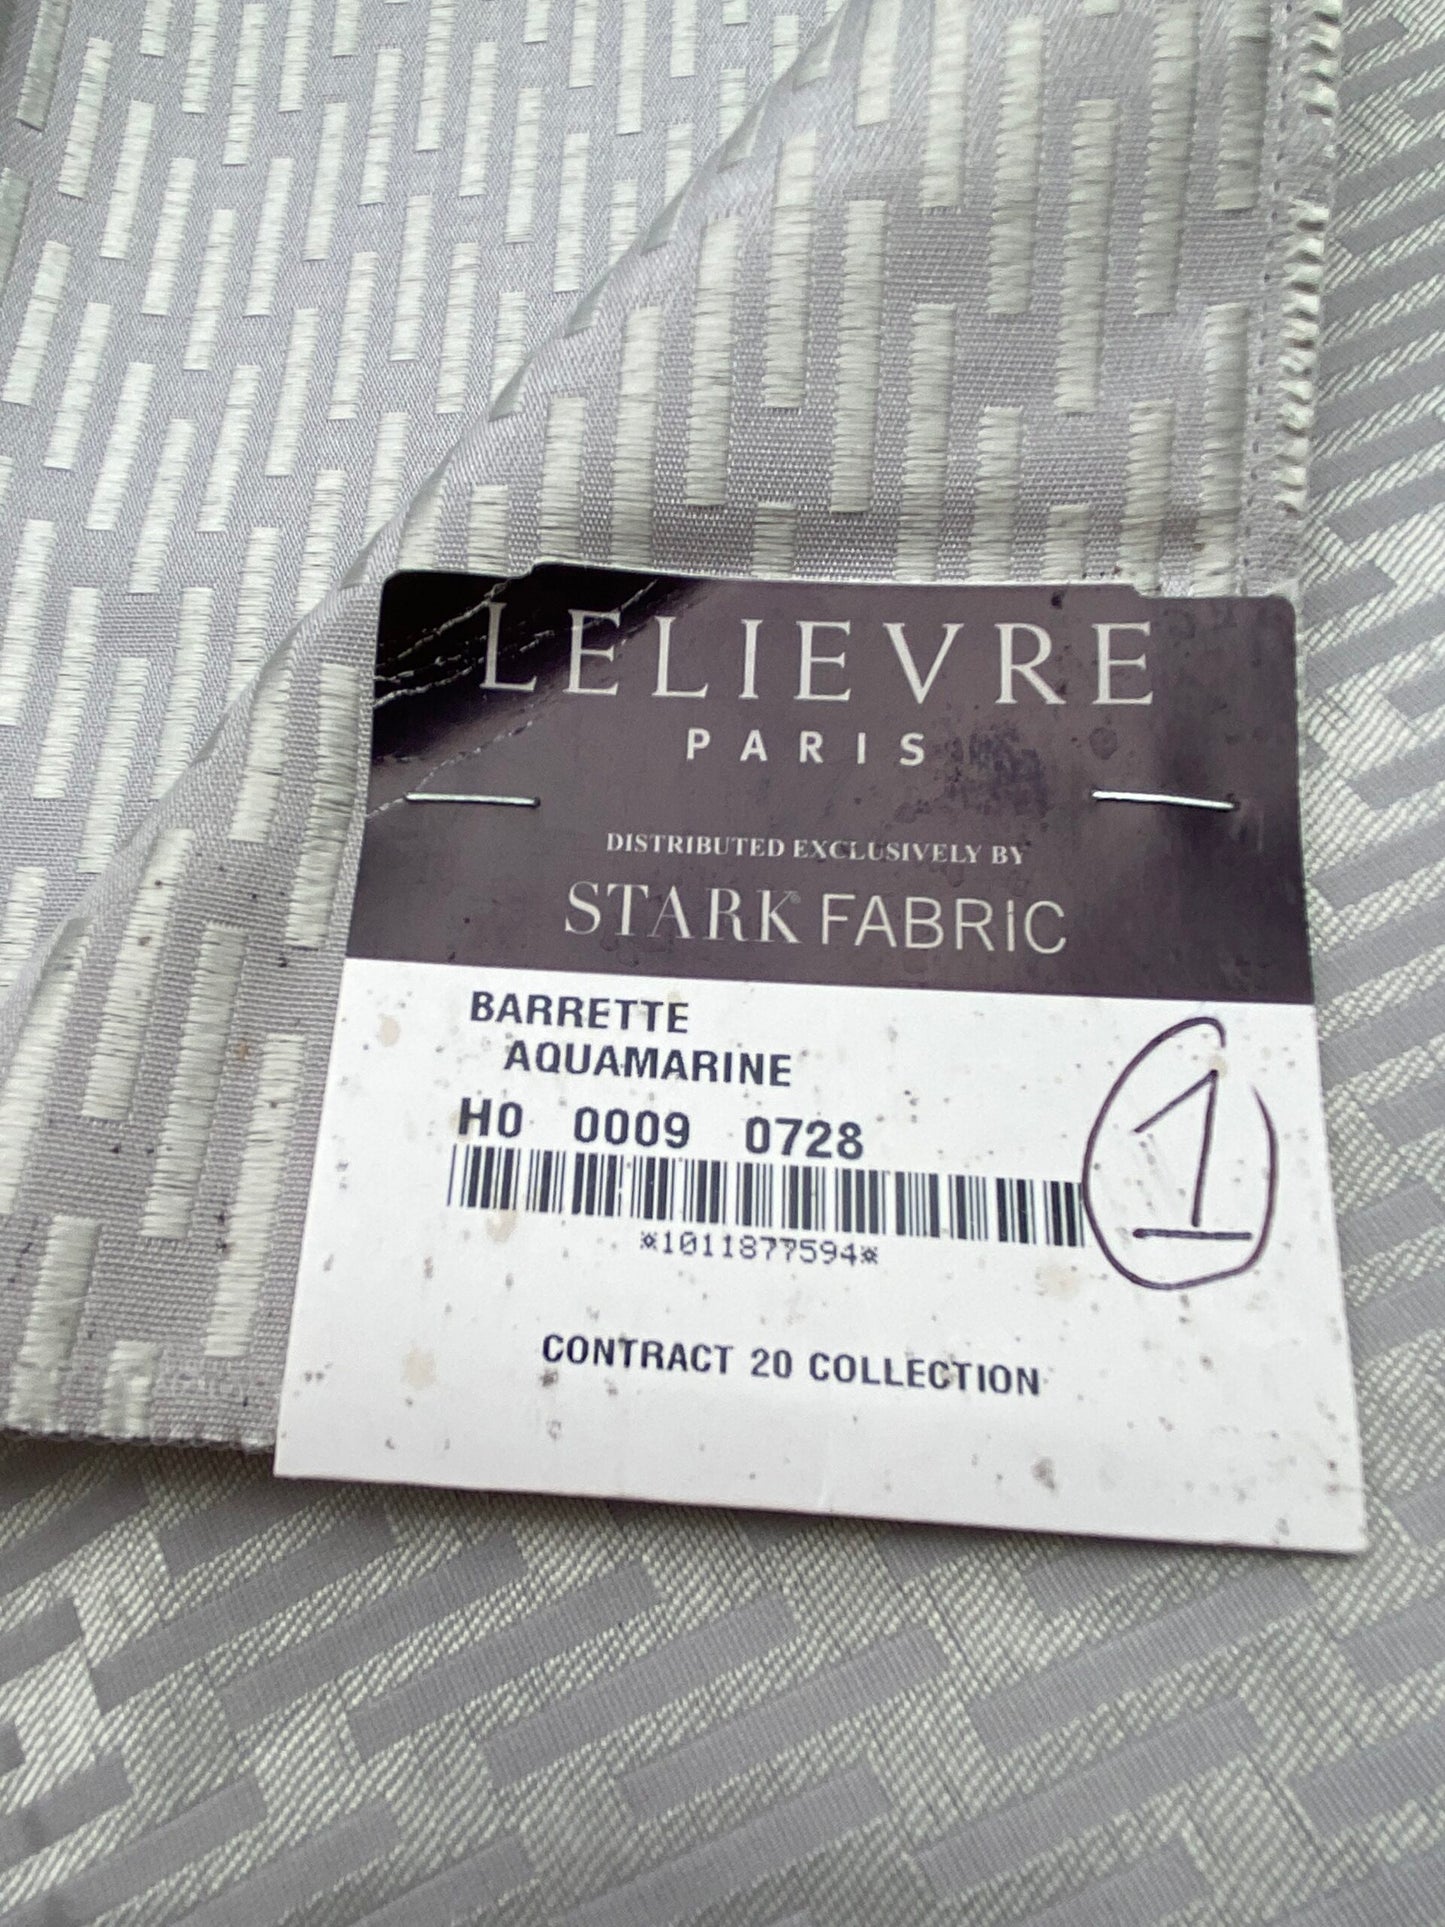 LELIEVRE
PARIS
DISTRIBUTED EXCLUSIVELY BY
STARK® FABRIC
BARRETTE
AQUAMARINE
H0 0009 0728
1
*1011877594*
CONTRACT 20 COLLECTION